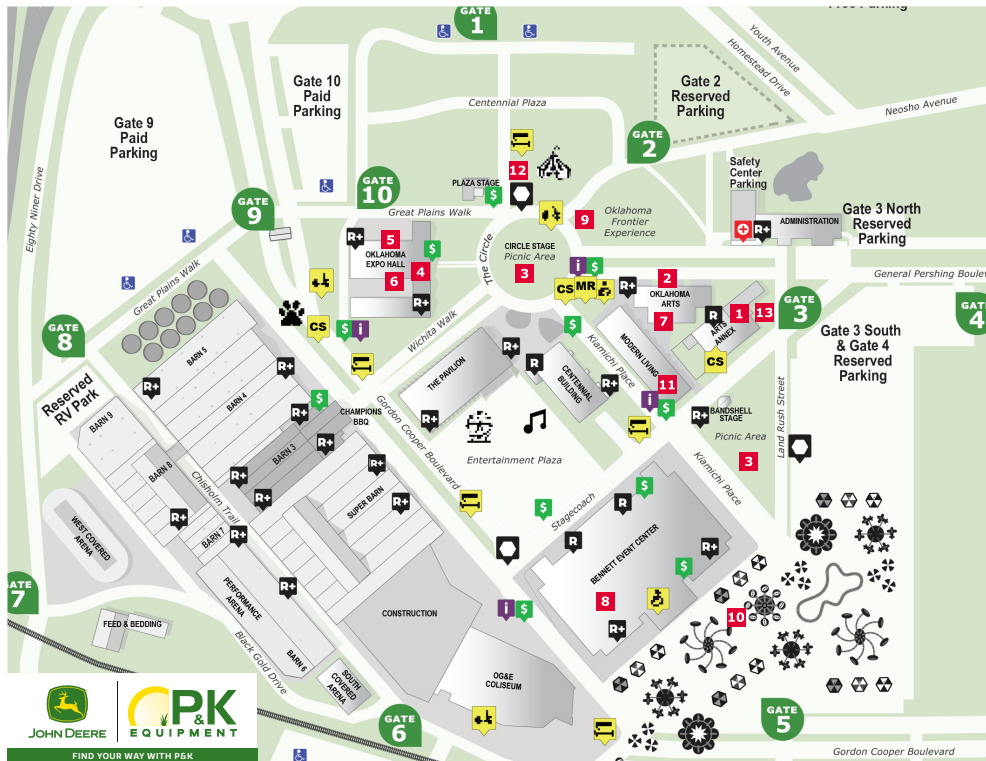 Free Parking
GATE
1
Youth Avenue
Homestead Drive
Gate 10
Paid
Parking
Gate 2
Reserved
Parking
Centennial Plaza
Neosho Avenue
Gate 9
Paid
Parking
GATE
2
12
Safety
Center
Parking
PLAZA STAGE
$
GATE
10
GATE
9
Great Plains Walk
9
Oklahoma
Frontier
Experience
ADMINISTRATION
R+
Gate 3 North
Reserved
Parking
Eighty Niner Drive
R+
5
OKLAHOMA
EXPO HALL
$
4
6
R+
The Circle
CIRCLE STAGE
Picnic Area
3
i
$
CS
MR
R+
2
OKLAHOMA
ARTS
7
General Pershing Boulev
Great Plains Walk
GATE
8
GATE
3
GATE
4
R
1
13
ARTS
ANNEX
CS
Gate 3 South
& Gate 4
Reserved
Parking
CS
$
i
Wichita Walk
$
Kiamichi Place
MODERN LIVING
11
BARN 5
R+
R+
THE PAVILION
R+
R+
R
CENTENNIAL
BUILDING
R+
i
$
R+
BANDSHELL
STAGE
Picnic Area
3
Land Rush Street
Reserved
RV Park
BARN 4
R+
$
CHAMPIONS
BBQ
Gordon Cooper Boulevard
BARN 9
BARN 8
BARN 3
R+
R+
R+
R+
R+
Entertainment Plaza
Kiamichi Place
Chisholm Trail
SUPER BARN
R+
$
Stagecoach
$
R
R
WEST COVERED
ARENA
R+
BARN 7
R+
BENNETT EVENT CENTER
R+
$
GATE
7
PERFORMANCE
ARENA
R+
CONSTRUCTION
i
$
8
R+
10
FEED & BEDDING
BARN 6
Black Gold Drive
SOUTH
COVERED
ARENA
OG&E
COLISEUM
GATE
6
GATE
5
JOHN DEERE
P&K
EQUIPMENT
FIND YOUR WAY WITH P&K
Gordon Cooper Boulevard